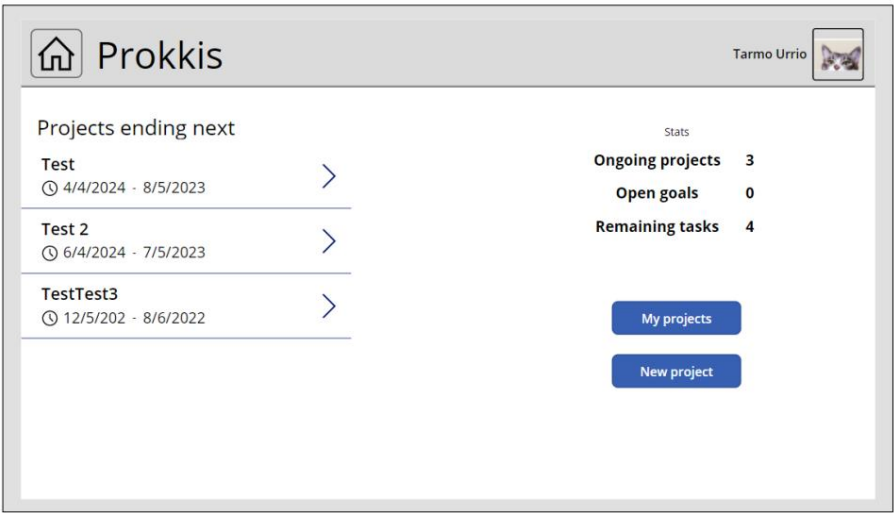 Prokkis
Tarmo Urrio
Projects ending next
Test
4/4/2024 - 8/5/2023
Test 2
6/4/2024 - 7/5/2023
TestTest3
12/5/202 - 8/6/2022
Stats
Ongoing projects 3
Open goals 0
Remaining tasks 4
My projects
New project